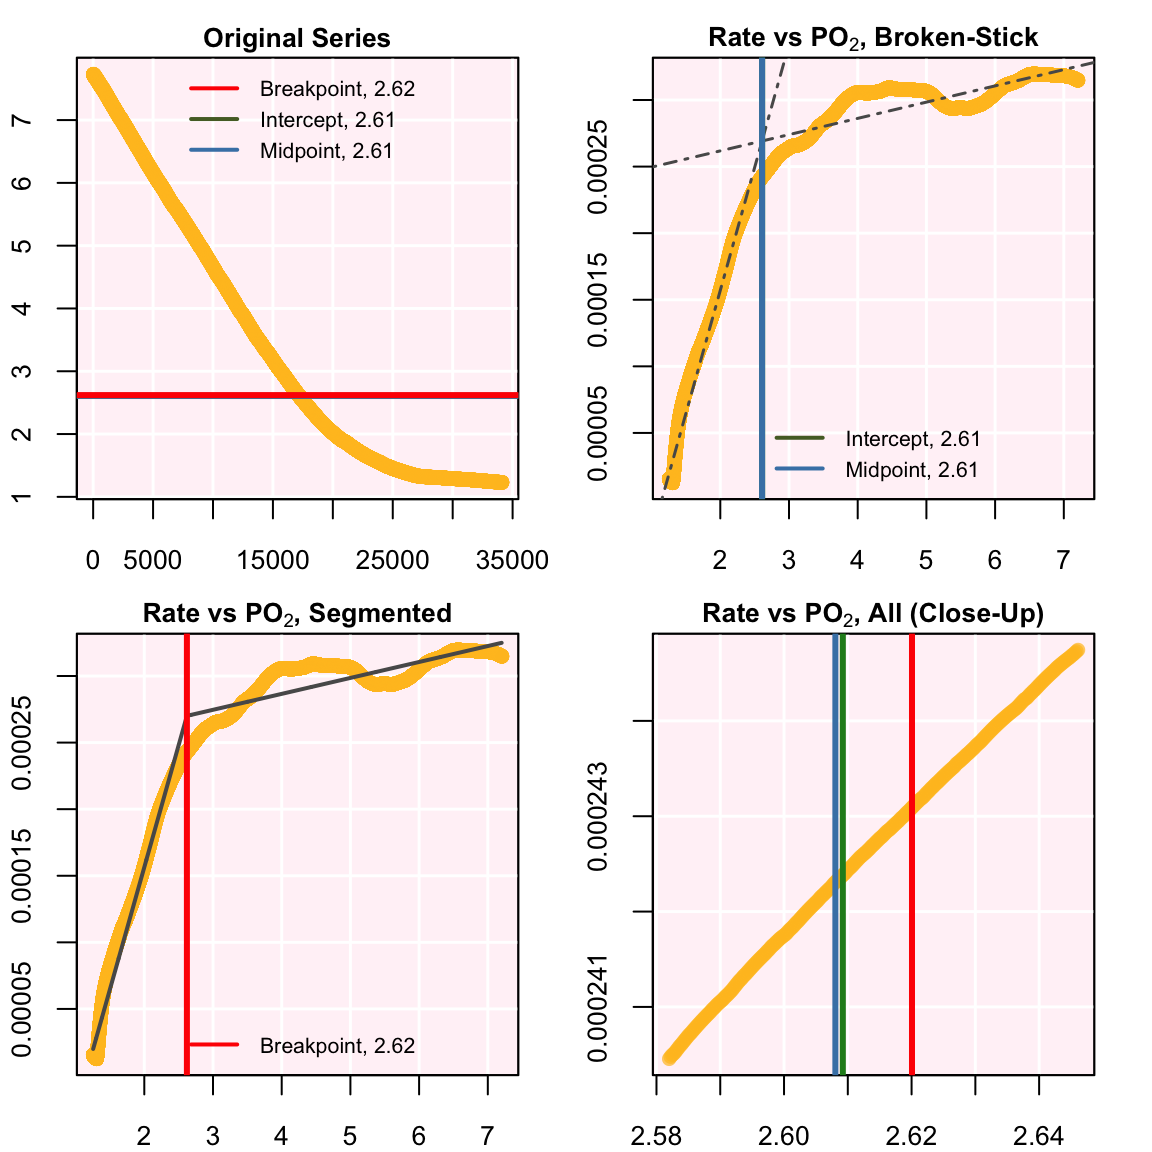 Original Series
Breakpoint, 2.62
Intercept, 2.61
Midpoint, 2.61
7
6
5
4
3
2
1
0 5000 15000 25000 35000
Rate vs PO₂, Broken-Stick
0.00025
0.00015
0.00005
Intercept, 2.61
Midpoint, 2.61
2 3 4 5 6 7
Rate vs PO₂, Segmented
0.00025
0.00015
0.00005
Breakpoint, 2.62
2 3 4 5 6 7
Rate vs PO₂, All (Close-Up)
0.000243
0.000241
2.58 2.60 2.62 2.64